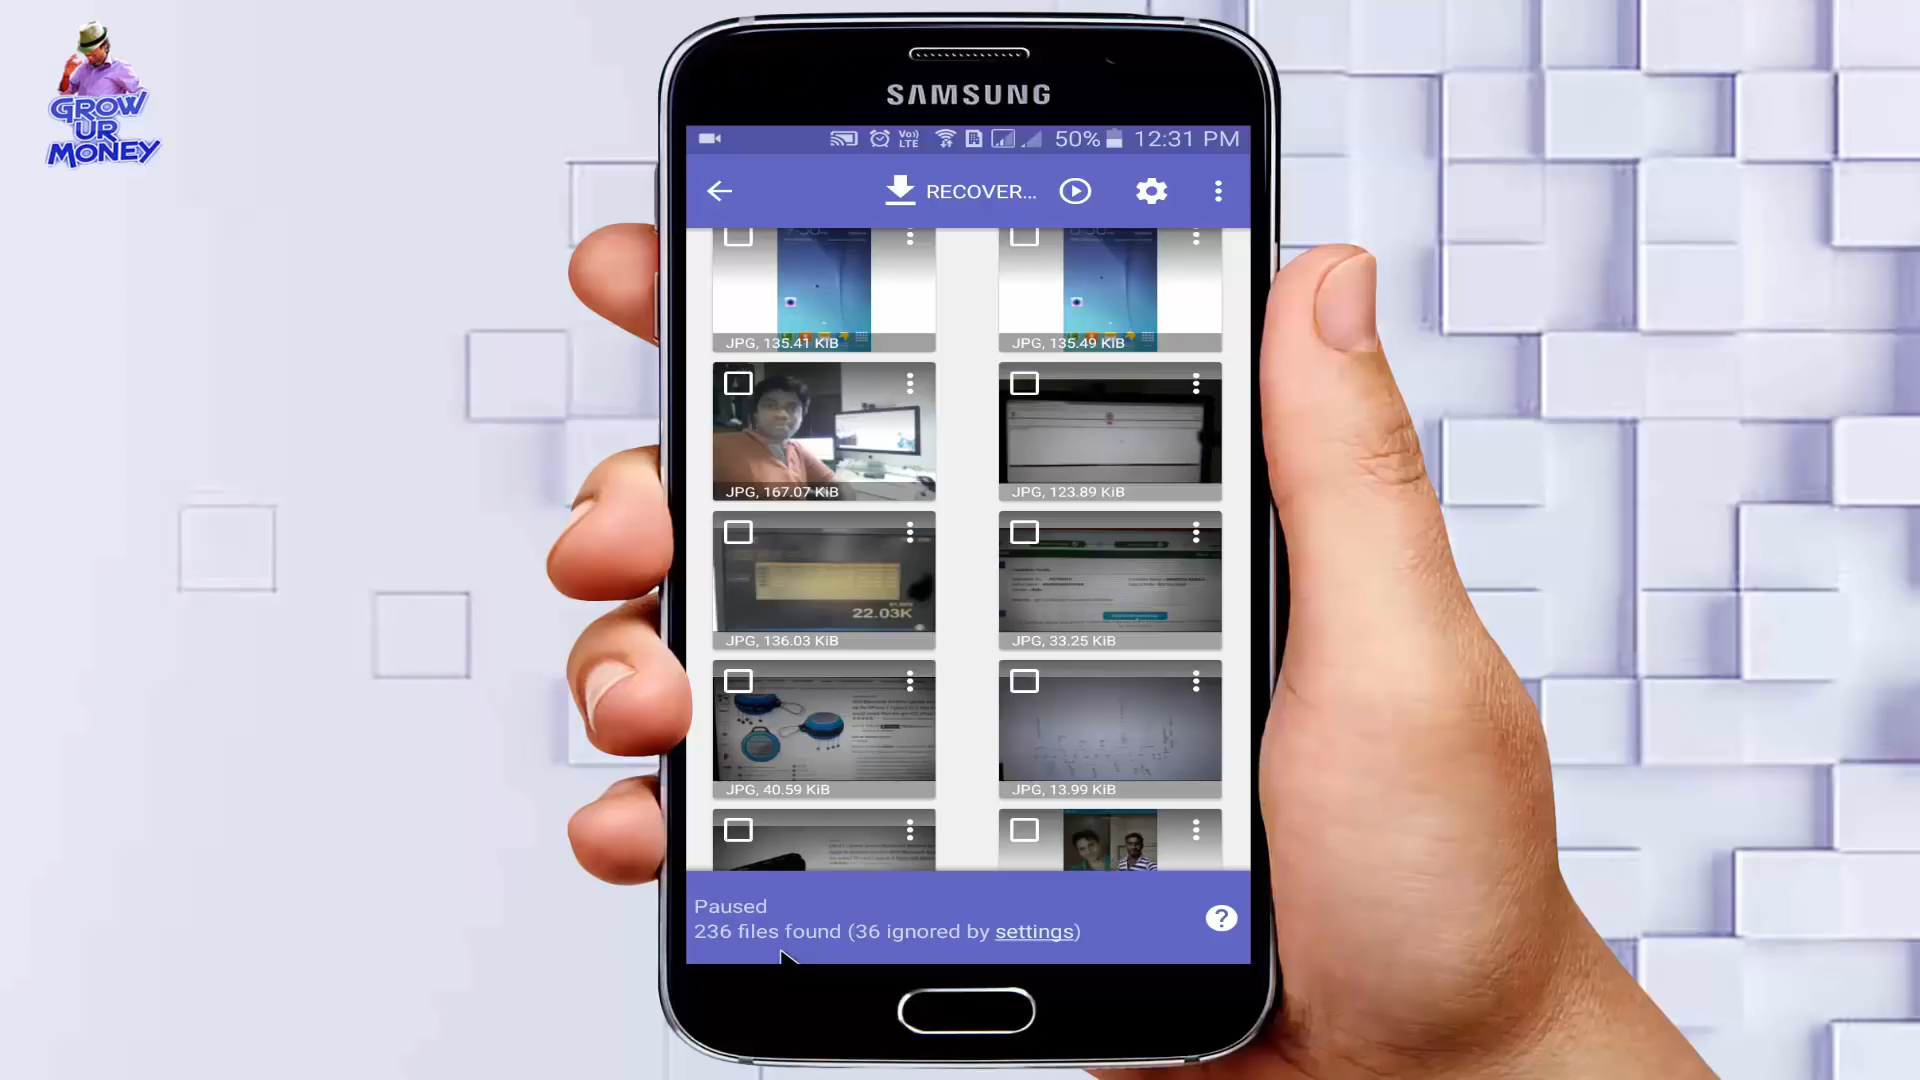 GROW
UR
MONEY
SAMSUNG
Vo))
LTE
50%
12:31 PM
RECOVER...
JPG, 135.41 KiB
JPG, 135.49 KiB
JPG, 167.07 KiB
JPG, 123.89 KiB
22.03K
JPG, 136.03 KiB
JPG, 33.25 KiB
JPG, 40.59 KiB
JPG, 13.99 KiB
Paused
236 files found (36 ignored by settings)
?